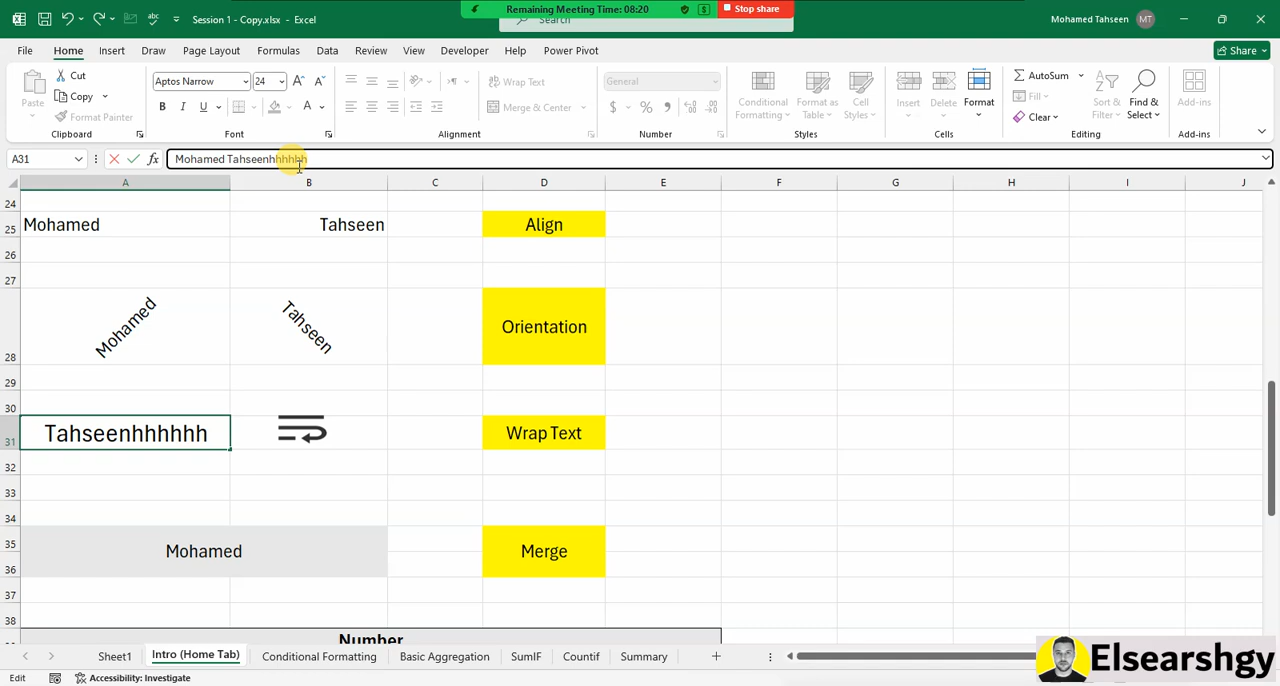 Session 1 - Copy.xlsx - Excel
Remaining Meeting Time: 08:20
$
Stop share
Search
Mohamed Tahseen
MT
File
Home
Insert
Draw
Page Layout
Formulas
Data
Review
View
Developer
Help
Power Pivot
Share
Paste
Cut
Copy
Format Painter
Clipboard
Aptos Narrow
24
B
I
U
Font
Wrap Text
Merge & Center
Alignment
General
$
%
Number
Conditional Formatting
Format as Table
Cell Styles
Styles
Insert
Delete
Format
Cells
AutoSum
Fill
Clear
Sort & Filter
Find & Select
Editing
Add-ins
Add-ins
A31
fx
Mohamed Tahseenhhhhhh
A
B
C
D
E
F
G
H
I
J
24
25
Mohamed
Tahseen
Align
26
27
28
Mohamed
Tahseen
Orientation
29
30
31
Tahseenhhhhhh
Wrap Text
32
33
34
35
Mohamed
Merge
36
37
38
Number
Sheet1
Intro (Home Tab)
Conditional Formating
Basic Aggregation
SumIF
Countif
Summary
Edit
Accessibility: Investigate
Elsearshgy